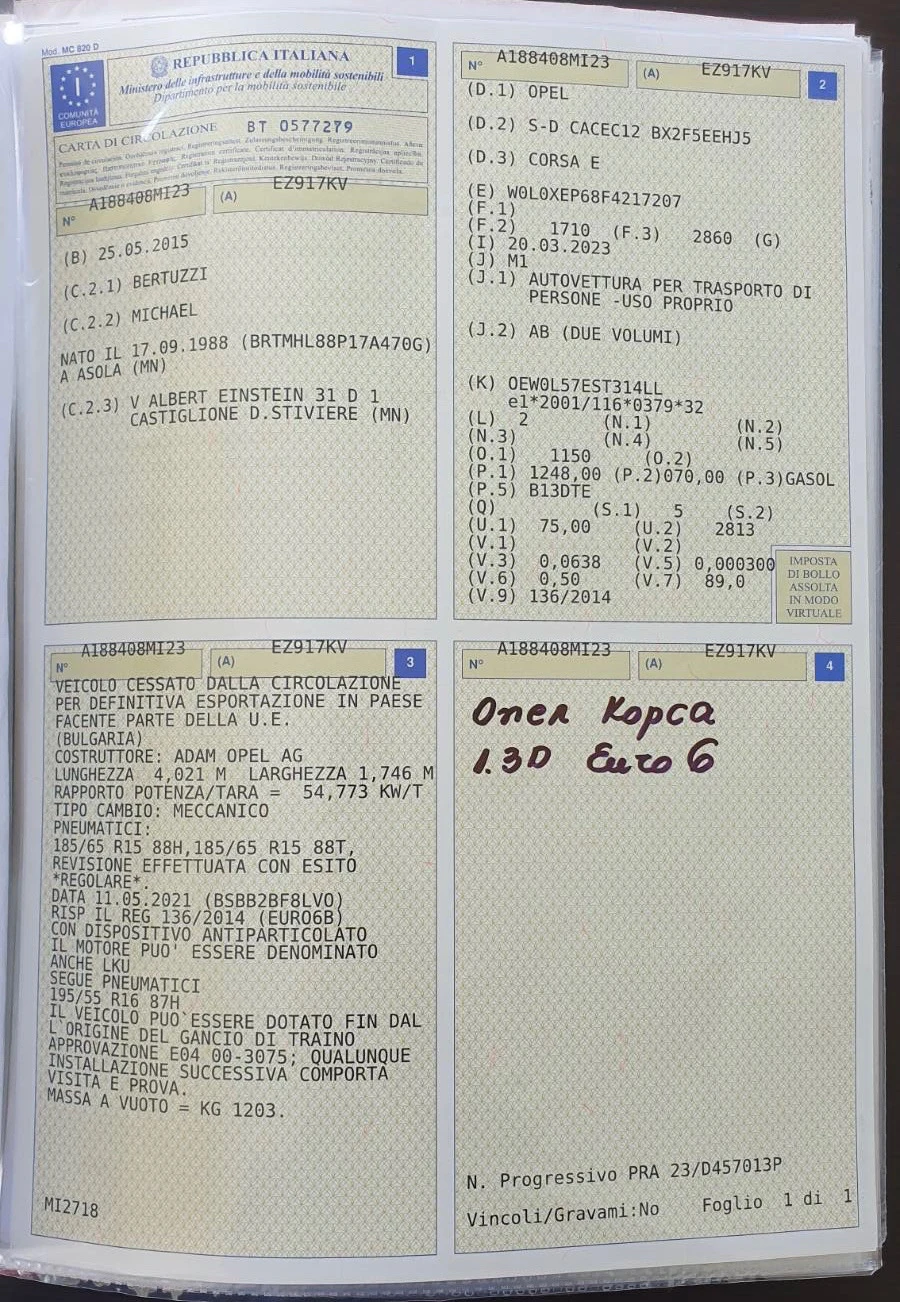 Mod. MC 820 D
REPUBBLICA ITALIANA
1
Ministero delle infrastrutture e della mobilità sostenibili
Dipartimento per la mobilità sostenibile
I
COMUNITÀ
EUROPEA
CARTA DI CIRCOLAZIONE BT 0577279
N° A188408MI23 (A) EZ917KV
(B) 25.05.2015
(C.2.1) BERTUZZI
(C.2.2) MICHAEL
NATO IL 17.09.1988 (BRTMHL88P17A470G)
A ASOLA (MN)
(C.2.3) V ALBERT EINSTEIN 31 D 1
CASTIGLIONE D.STIVIERE (MN)
N° A188408MI23 (A) EZ917KV 2
(D.1) OPEL
(D.2) S-D CACEC12 BX2F5EEHJ5
(D.3) CORSA E
(E) W0L0XEP68F4217207
(F.1)
(F.2) 1710 (F.3) 2860 (G)
(I) 20.03.2023
(J) M1
(J.1) AUTOVETTURA PER TRASPORTO DI
PERSONE -USO PROPRIO
(J.2) AB (DUE VOLUMI)
(K) OEW0L57EST314LL
e1*2001/116*0379*32
(L) 2 (N.1) (N.2)
(N.3) (N.4) (N.5)
(O.1) 1150 (O.2)
(P.1) 1248,00 (P.2)070,00 (P.3)GASOL
(P.5) B13DTE
(Q) (S.1) 5 (S.2)
(U.1) 75,00 (U.2) 2813
(V.1) (V.2)
(V.3) 0,0638 (V.5) 0,000300
(V.6) 0,50 (V.7) 89,0
(V.9) 136/2014
IMPOSTA
DI BOLLO
ASSOLTA
IN MODO
VIRTUALE
N° A188408MI23 (A) EZ917KV 3
VEICOLO CESSATO DALLA CIRCOLAZIONE
PER DEFINITIVA ESPORTAZIONE IN PAESE
FACENTE PARTE DELLA U.E.
(BULGARIA)
COSTRUTTORE: ADAM OPEL AG
LUNGHEZZA 4,021 M LARGHEZZA 1,746 M
RAPPORTO POTENZA/TARA = 54,773 KW/T
TIPO CAMBIO: MECCANICO
PNEUMATICI:
185/65 R15 88H,185/65 R15 88T,
REVISIONE EFFETTUATA CON ESITO
*REGOLARE*.
DATA 11.05.2021 (BSBB2BF8LVO)
RISP IL REG 136/2014 (EURO6B)
CON DISPOSITIVO ANTIPARTICOLATO
IL MOTORE PUO' ESSERE DENOMINATO
ANCHE LKU
SEGUE PNEUMATICI
195/55 R16 87H
IL VEICOLO PUO`ESSERE DOTATO FIN DAL
L`ORIGINE DEL GANCIO DI TRAINO
APPROVAZIONE E04 00-3075; QUALUNQUE
INSTALLAZIONE SUCCESSIVA COMPORTA
VISITA E PROVA.
MASSA A VUOTO = KG 1203.
MI2718
N° A188408MI23 (A) EZ917KV 4
Опел Корса
1.3D Euro 6
N. Progressivo PRA 23/D457013P
Vincoli/Gravami:No Foglio 1 di 1